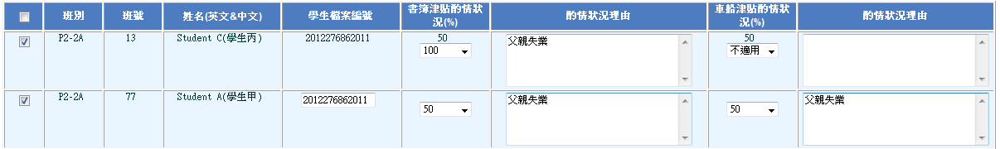 班別 班號 姓名(英文&中文) 學生檔案編號 書簿津貼酌情狀況(%) 酌情狀況理由 車船津貼酌情狀況(%) 酌情狀況理由
P2-2A 13 Student C(學生丙) 2012276862011 50 父親失業 50
100 不適用
P2-2A 77 Student A(學生甲) 2012276862011 50 父親失業 50 父親失業